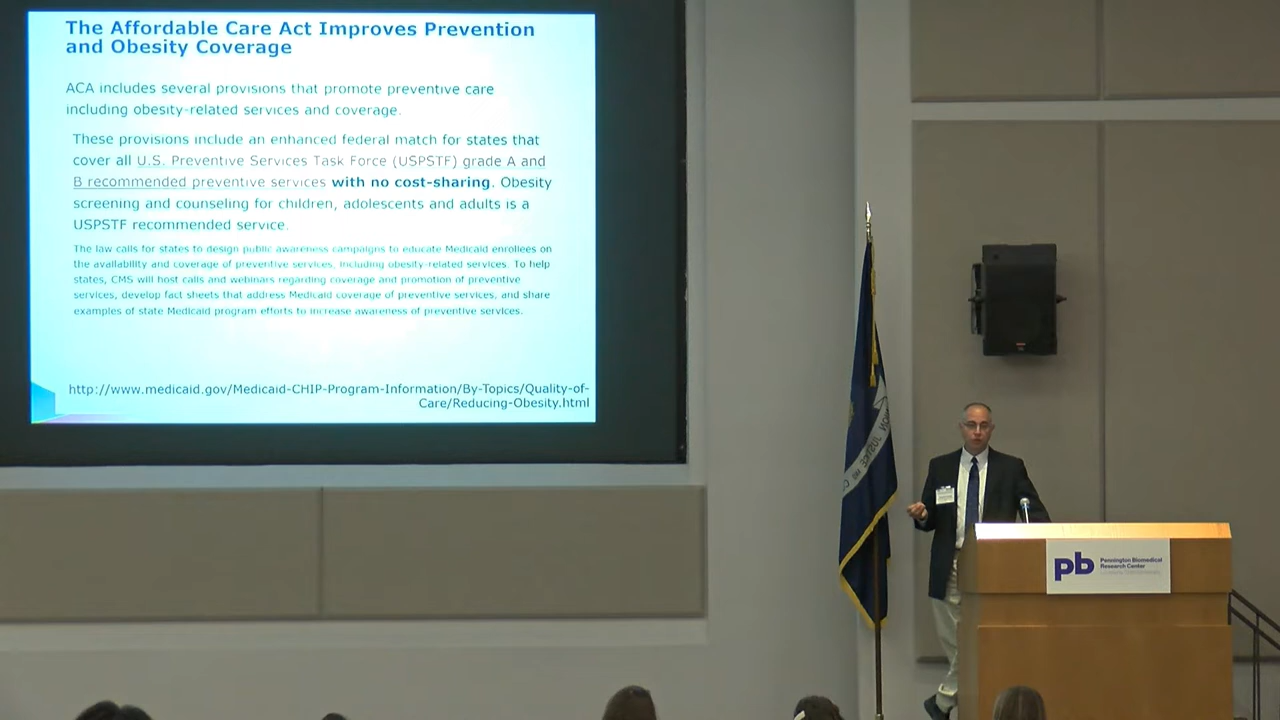 The Affordable Care Act Improves Prevention
and Obesity Coverage
ACA includes several provisions that promote preventive care
including obesity-related services and coverage.
These provisions include an enhanced federal match for states that
cover all U.S. Preventive Services Task Force (USPSTF) grade A and
B recommended preventive services with no cost-sharing. Obesity
screening and counseling for children, adolescents and adults is a
USPSTF recommended service.
The law calls for states to design public awareness campaigns to educate Medicaid enrollees on
the availability and coverage of preventive services, including obesity-related services. To help
states, CMS will host calls and webinars regarding coverage and promotion of preventive
services, develop fact sheets that address Medicaid coverage of preventive services, and share
examples of state Medicaid program efforts to increase awareness of preventive services.
http://www.medicaid.gov/Medicaid-CHIP-Program-Information/By-Topics/Quality-of-
Care/Reducing-Obesity.html
JUSTICE
pb
Pennington Biomedical
Research Center